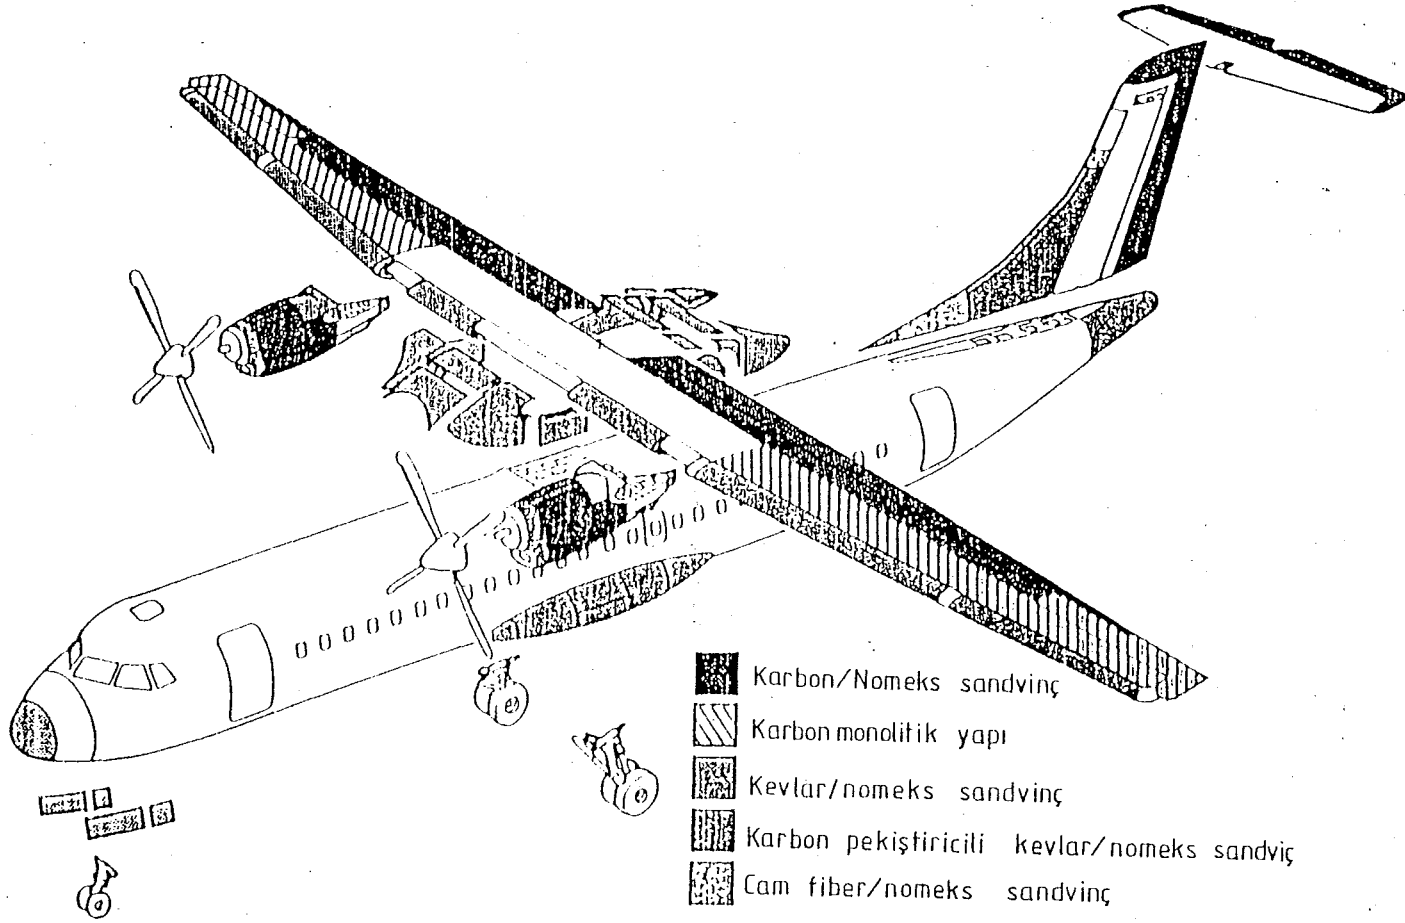 Karbon/Nomeks sandvinç
Karbon monolitik yapı
Kevlar/nomeks sandvinç
Karbon pekiştiricili kevlar/nomeks sandviç
Cam fiber/nomeks sandvinç